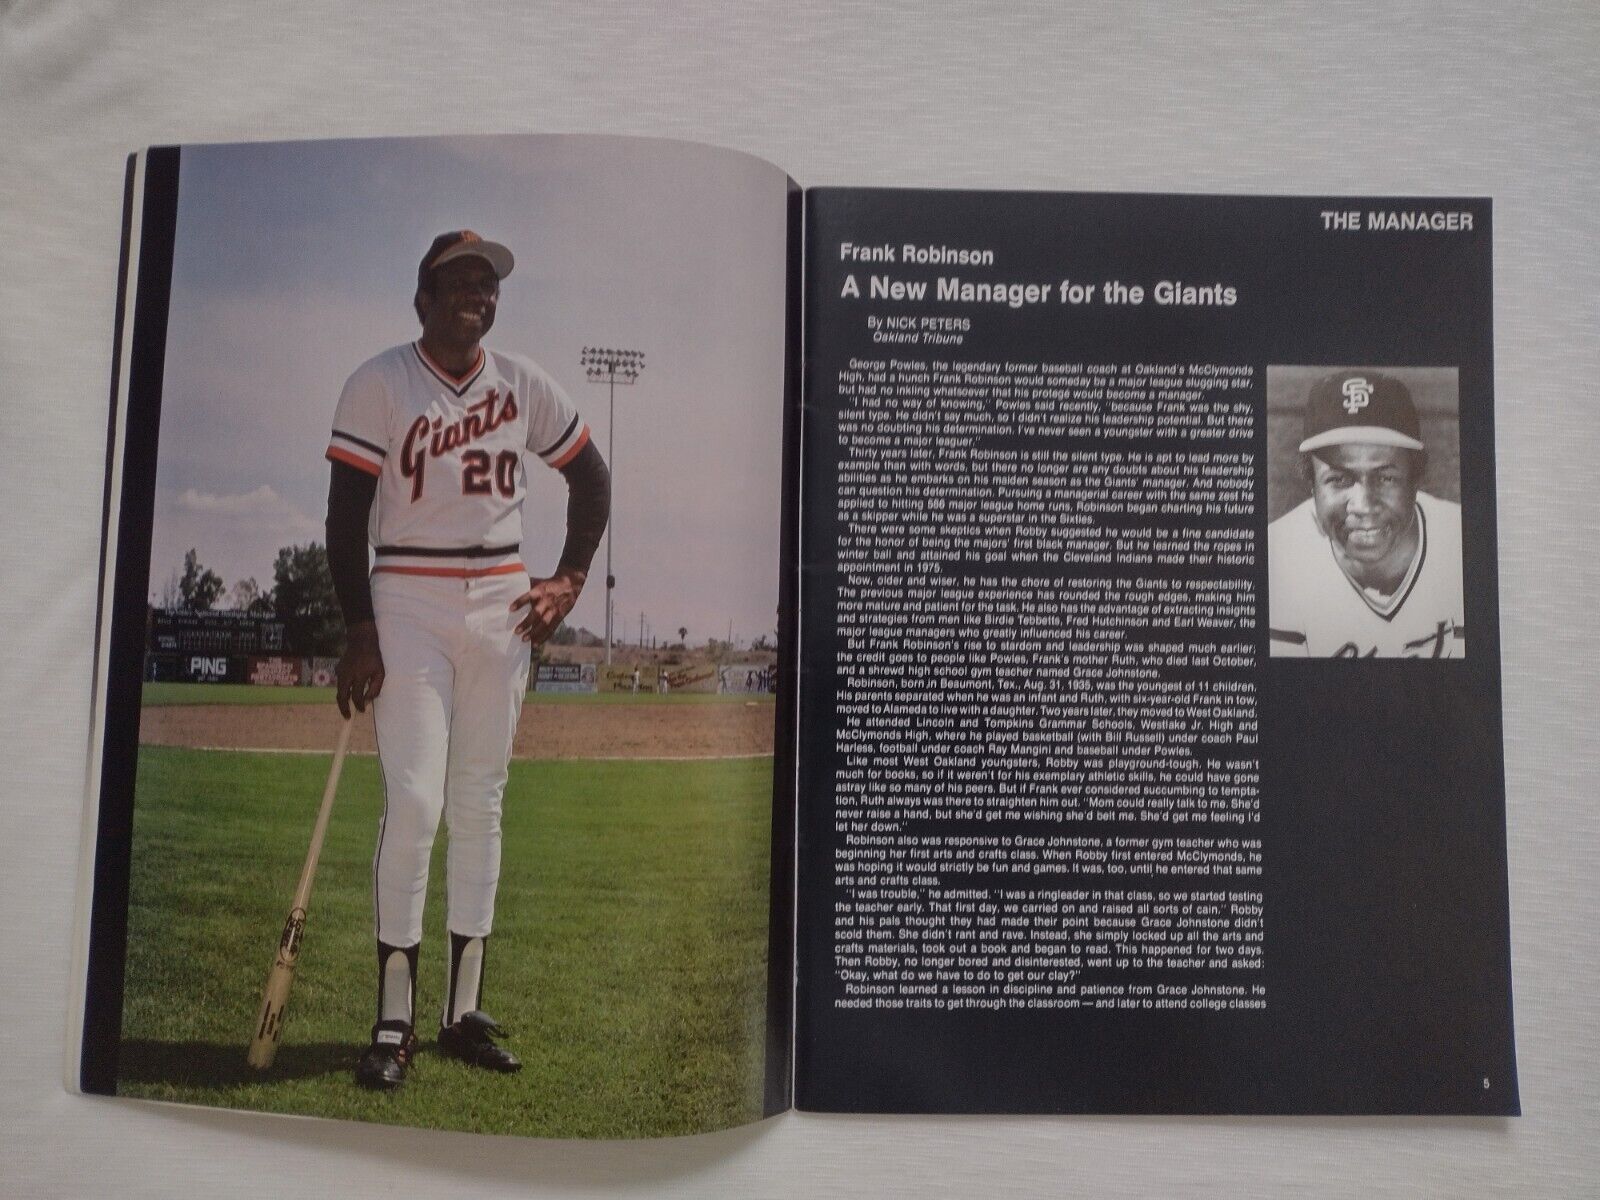 Giants
20
PING
THE MANAGER
Frank Robinson
A New Manager for the Giants
By NICK PETERS
Oakland Tribune
George Powles, the legendary former baseball coach at Oakland's McClymonds
High, had a hunch Frank Robinson would someday be a major league slugging star,
but had no inkling whatsoever that his protege would become a manager.
"I had no way of knowing," Powles said recently, "because Frank was the shy,
silent type. He didn't say much, so I didn't realize his leadership potential. But there
was no doubting his determination. I've never seen a youngster with a greater drive
to become a major leaguer."
Thirty years later, Frank Robinson is still the silent type. He is apt to lead more by
example than with words, but there no longer are any doubts about his leadership
abilities as he embarks on his maiden season as the Giants' manager. And nobody
can question his determination. Pursuing a managerial career with the same zest he
applied to hitting 586 major league home runs, Robinson began charting his future
as a skipper while he was a superstar in the Sixties.
There were some skeptics when Robby suggested he would be a fine candidate
for the honor of being the majors' first black manager. But he learned the ropes in
winter ball and attained his goal when the Cleveland Indians made their historic
appointment in 1975.
Now, older and wiser, he has the chore of restoring the Giants to respectability.
The previous major league experience has rounded the rough edges, making him
more mature and patient for the task. He also has the advantage of extracting insights
and strategies from men like Birdie Tebbetts, Fred Hutchinson and Earl Weaver, the
major league managers who greatly influenced his career.
But Frank Robinson's rise to stardom and leadership was shaped much earlier;
the credit goes to people like Powles, Frank's mother Ruth, who died last October,
and a shrewd high school gym teacher named Grace Johnstone.
Robinson, born in Beaumont, Tex., Aug. 31, 1935, was the youngest of 11 children.
His parents separated when he was an infant and Ruth, with six-year-old Frank in tow,
moved to Alameda to live with a daughter. Two years later, they moved to West Oakland.
He attended Lincoln and Tompkins Grammar Schools, Westlake Jr. High and
McClymonds High, where he played basketball (with Bill Russell) under coach Paul
Harless, football under coach Ray Mangini and baseball under Powles.
Like most West Oakland youngsters, Robby was playground-tough. He wasn't
much for books, so if it weren't for his exemplary athletic skills, he could have gone
astray like so many of his peers. But if Frank ever considered succumbing to tempta-
tion, Ruth always was there to straighten him out. "Mom could really talk to me. She'd
never raise a hand, but she'd get me wishing she'd belt me. She'd get me feeling I'd
let her down."
Robinson also was responsive to Grace Johnstone, a former gym teacher who was
beginning her first arts and crafts class. When Robby first entered McClymonds, he
was hoping it would strictly be fun and games. It was, too, until he entered that same
arts and crafts class.
"I was trouble," he admitted. "I was a ringleader in that class, so we started testing
the teacher early. That first day, we carried on and raised all sorts of cain." Robby
and his pals thought they had made their point because Grace Johnstone didn't
scold them. She didn't rant and rave. Instead, she simply locked up all the arts and
crafts materials, took out a book and began to read. This happened for two days.
Then Robby, no longer bored and disinterested, went up to the teacher and asked:
"Okay, what do we have to do to get our clay?"
Robinson learned a lesson in discipline and patience from Grace Johnstone. He
needed those traits to get through the classroom — and later to attend college classes
SF
Giants
5